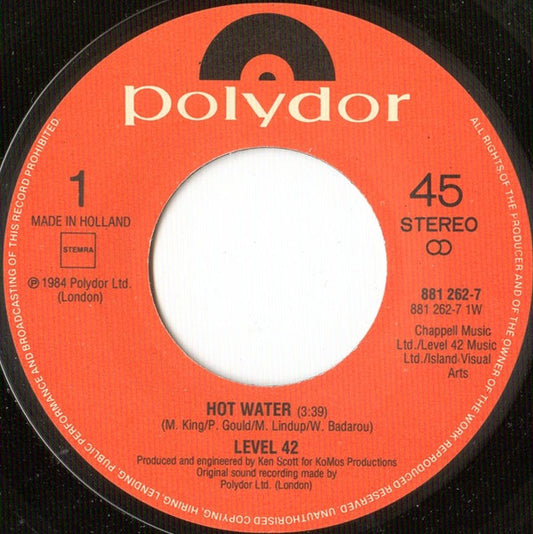 polydor
1
MADE IN HOLLAND
STEMRA
℗ 1984 Polydor Ltd.
(London)
45
STEREO
881 262-7
881 262-7 1W
Chappell Music
Ltd./Level 42 Music
Ltd./Island-Visual
Arts
HOT WATER (3:39)
(M. King/P. Gould/M. Lindup/W. Badarou)
LEVEL 42
Produced and engineered by Ken Scott for KoMos Productions
Original sound recording made by
Polydor Ltd. (London)
ALL RIGHTS OF THE PRODUCER AND OF THE OWNER OF THE WORK REPRODUCED RESERVED. UNAUTHORISED COPYING, HIRING, LENDING, PUBLIC PERFORMANCE AND BROADCASTING OF THIS RECORD PROHIBITED.